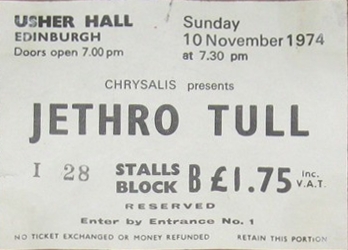 USHER HALL
EDINBURGH
Doors open 7.00 pm
Sunday
10 November 1974
at 7.30 pm
CHRYSALIS presents
JETHRO TULL
I 28 STALLS BLOCK B £1.75 inc. V.A.T.
RESERVED
Enter by Entrance No. 1
NO TICKET EXCHANGED OR MONEY REFUNDED RETAIN THIS PORTION